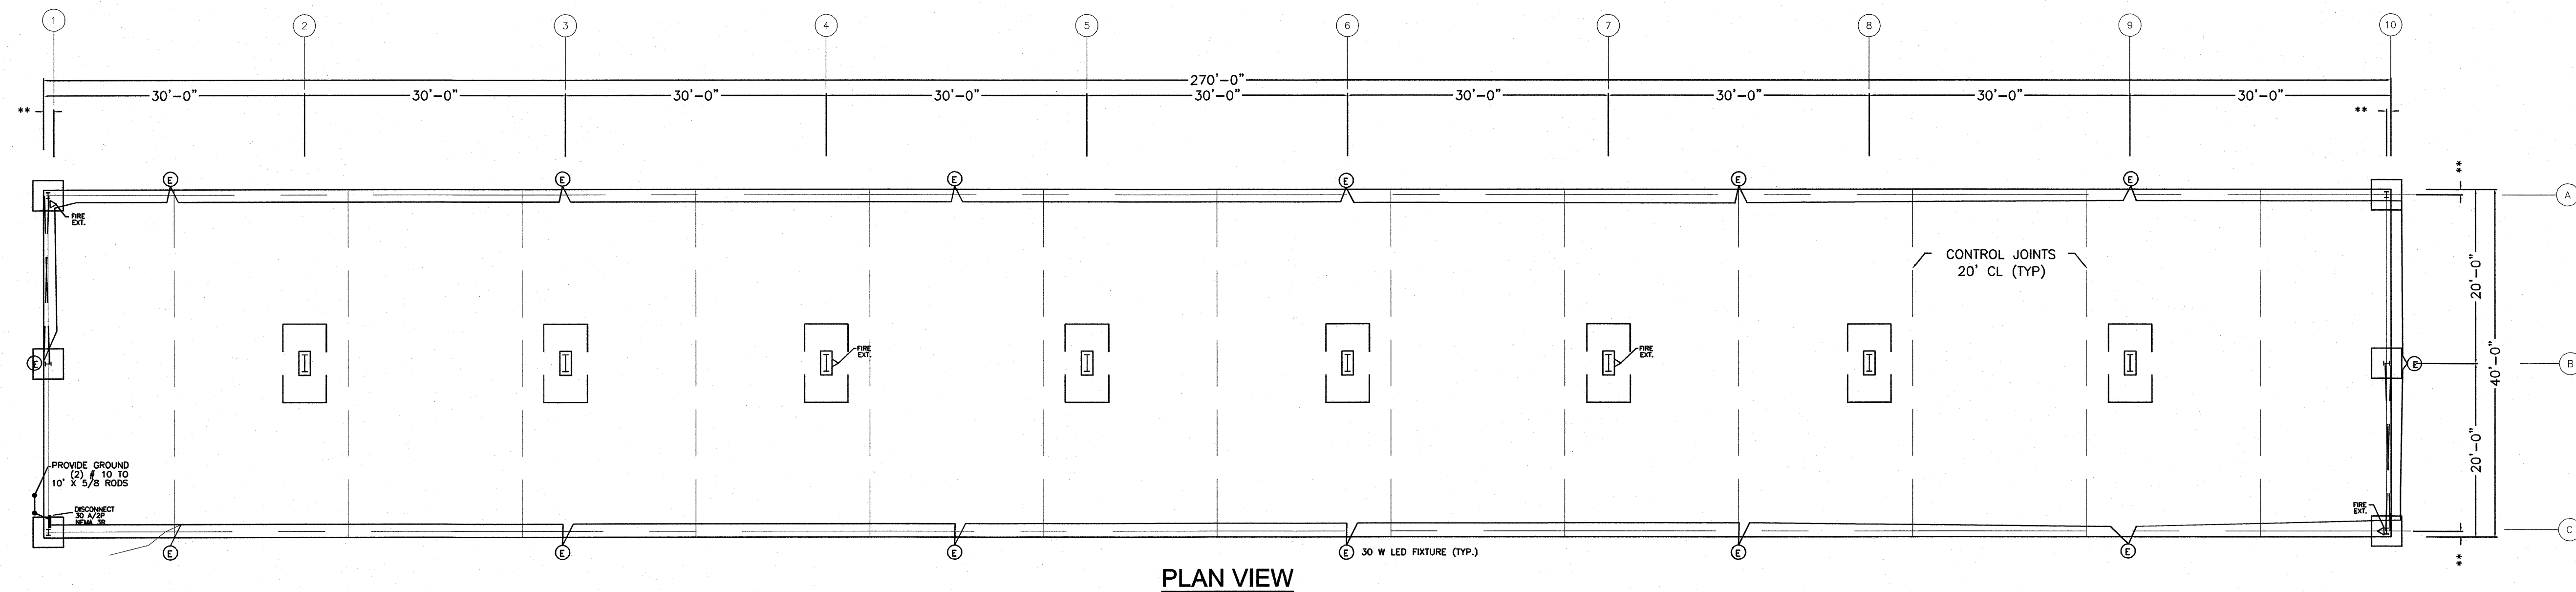 1 2 3 4 5 6 7 8 9 10
270'-0"
30'-0" 30'-0" 30'-0" 30'-0" 30'-0" 30'-0" 30'-0" 30'-0" 30'-0"
** **
**
E E E E E E
A
FIRE
EXT.
CONTROL JOINTS
20' CL (TYP)
20'-0"
FIRE
EXT.
FIRE
EXT.
E
E
B
40'-0"
20'-0"
PROVIDE GROUND
(2) # 10 TO
10' X 5/8 RODS
DISCONNECT
30 A/2P
NEMA 3R
FIRE
EXT.
C
E E E E 30 W LED FIXTURE (TYP.) E E
**
PLAN VIEW